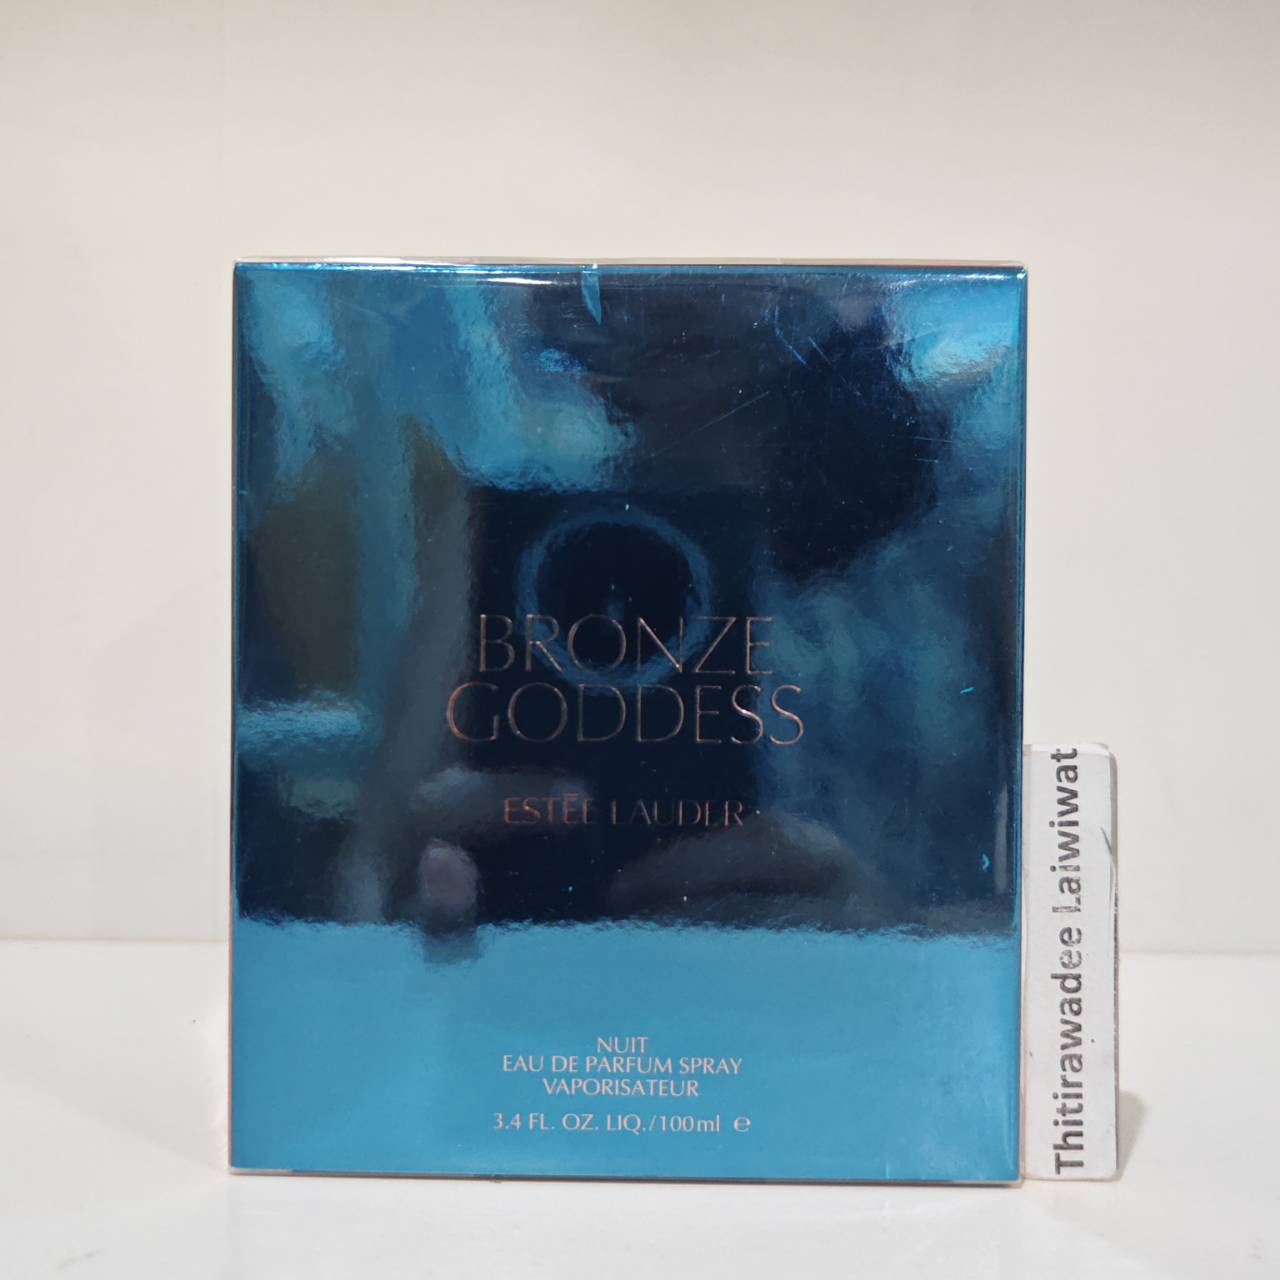 BRONZE
GODDESS
ESTĒE LAUDER
NUIT
EAU DE PARFUM SPRAY
VAPORISATEUR
3.4 FL. OZ. LIQ./100ml ℮
Thitirawadee Laiwiwat